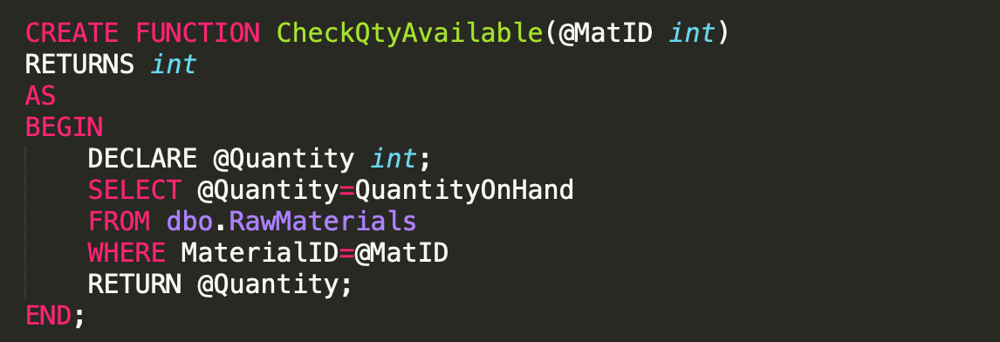 CREATE FUNCTION CheckQtyAvailable(@MatID int)
RETURNS int
AS
BEGIN
    DECLARE @Quantity int;
    SELECT @Quantity=QuantityOnHand
    FROM dbo.RawMaterials
    WHERE MaterialID=@MatID
    RETURN @Quantity;
END;